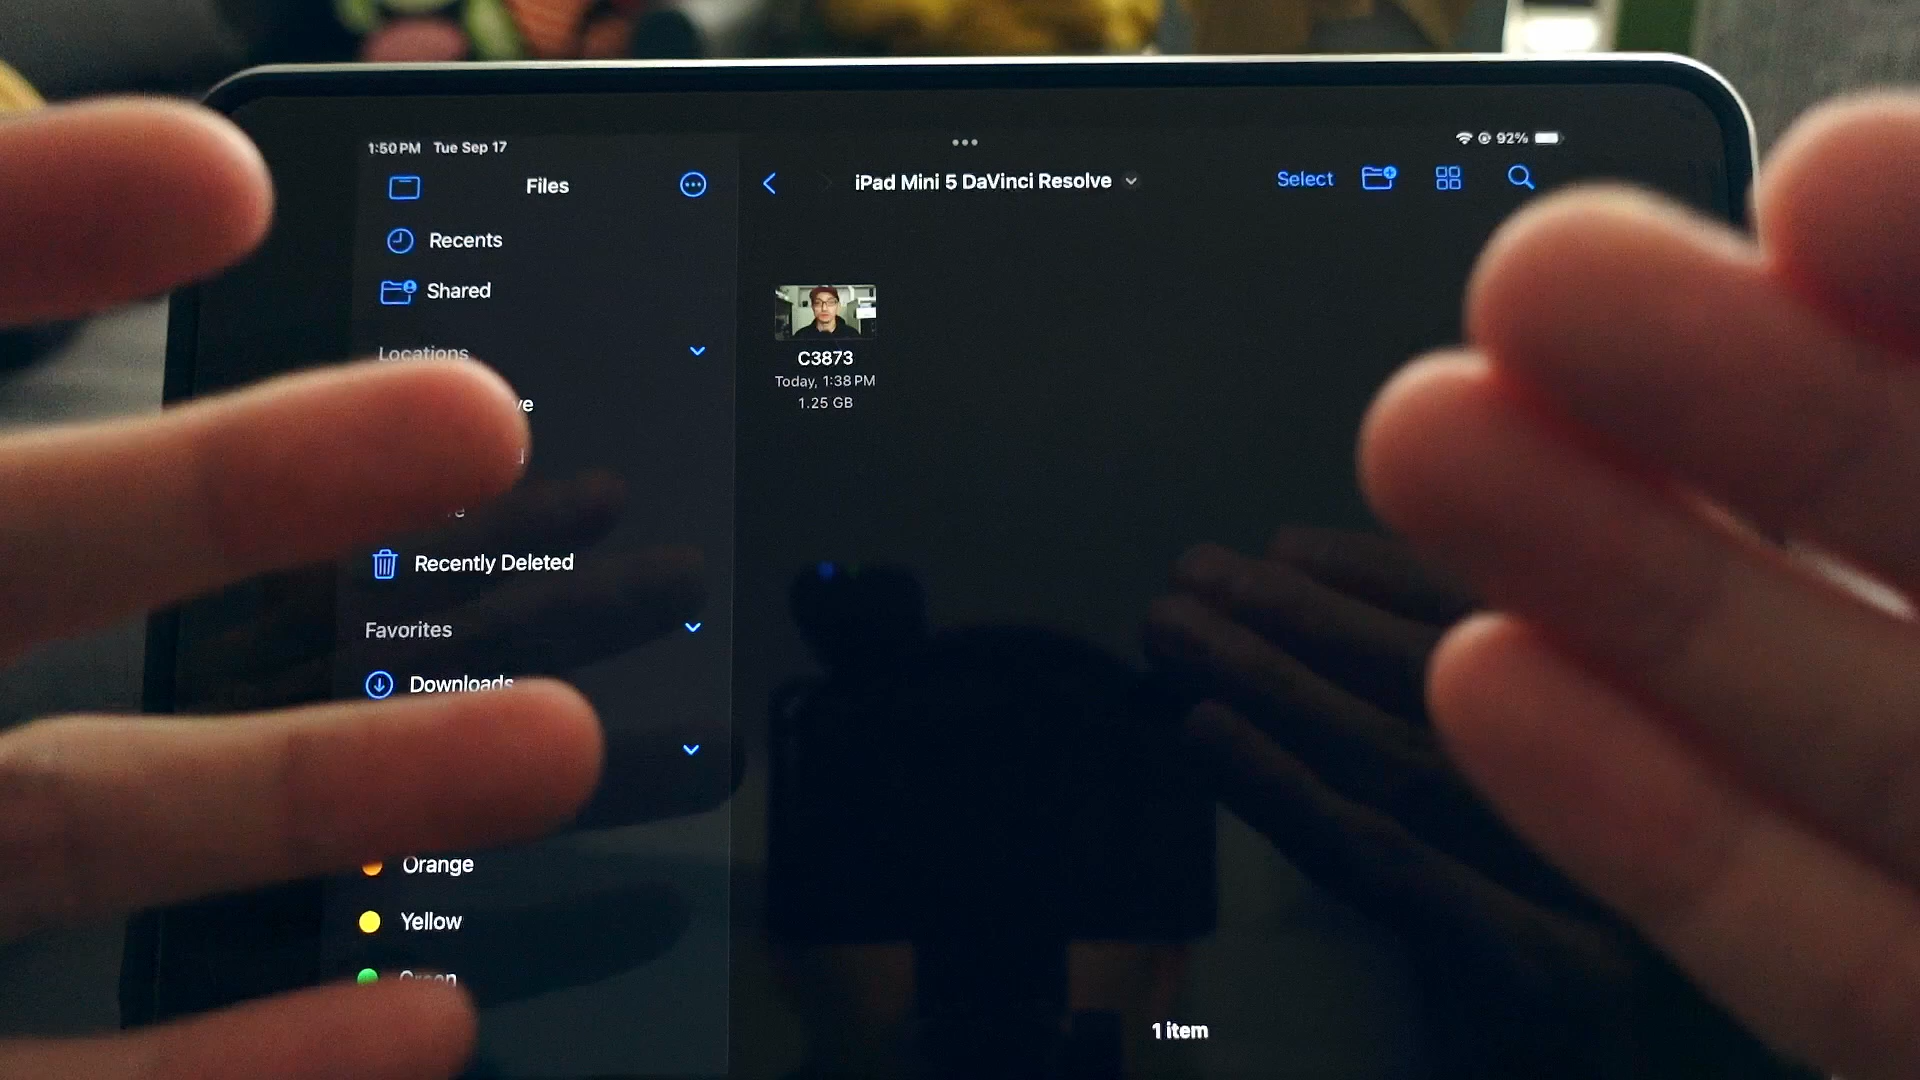 1:50 PM Tue Sep 17
92%
Files
iPad Mini 5 DaVinci Resolve
Select
Recents
Shared
Locations
C3873
Today, 1:38 PM
1.25 GB
Recently Deleted
Favorites
Downloads
Orange
Yellow
Green
1 item